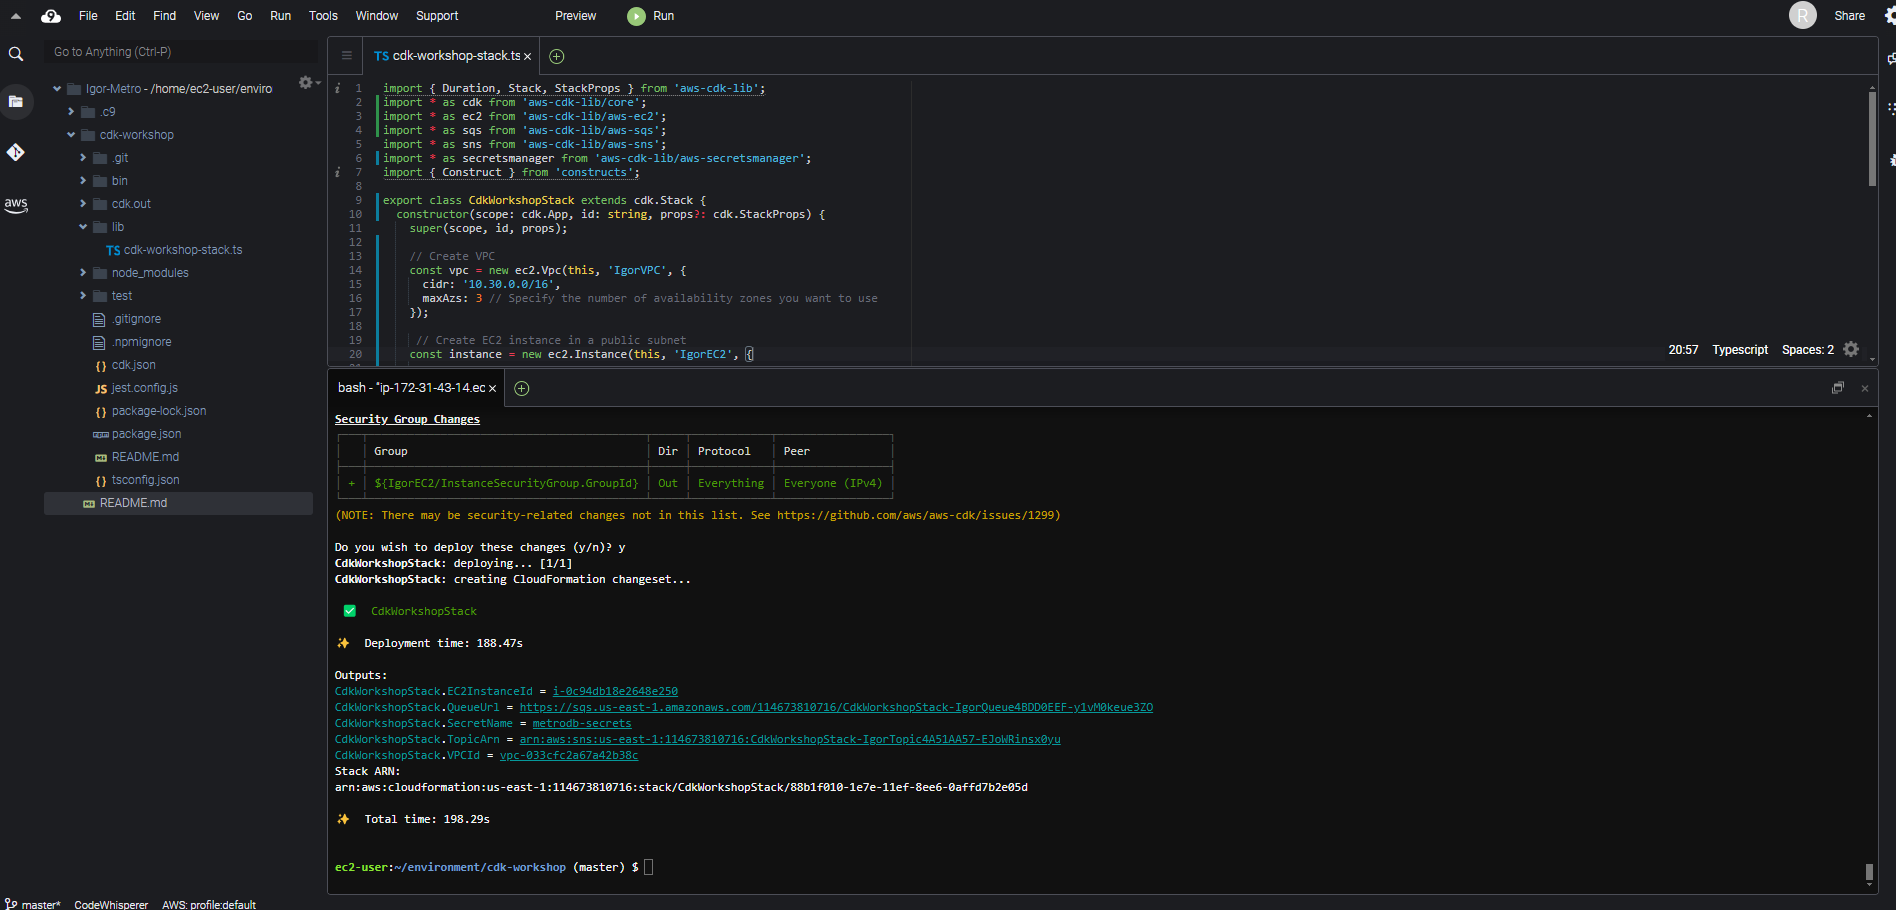 File Edit Find View Go Run Tools Window Support Preview Run R Share
Go to Anything (Ctrl-P)
Igor-Metro - /home/ec2-user/enviro
.c9
cdk-workshop
.git
bin
cdk.out
lib
TS cdk-workshop-stack.ts
node_modules
test
.gitignore
.npmignore
{} cdk.json
JS jest.config.js
{} package-lock.json
package.json
README.md
{} tsconfig.json
README.md
aws
TS cdk-workshop-stack.ts
1 import { Duration, Stack, StackProps } from 'aws-cdk-lib';
2 import * as cdk from 'aws-cdk-lib/core';
3 import * as ec2 from 'aws-cdk-lib/aws-ec2';
4 import * as sqs from 'aws-cdk-lib/aws-sqs';
5 import * as sns from 'aws-cdk-lib/aws-sns';
6 import * as secretsmanager from 'aws-cdk-lib/aws-secretsmanager';
7 import { Construct } from 'constructs';
8
9 export class CdkWorkshopStack extends cdk.Stack {
10 constructor(scope: cdk.App, id: string, props?: cdk.StackProps) {
11 super(scope, id, props);
12
13 // Create VPC
14 const vpc = new ec2.Vpc(this, 'IgorVPC', {
15 cidr: '10.30.0.0/16',
16 maxAzs: 3 // Specify the number of availability zones you want to use
17 });
18
19 // Create EC2 instance in a public subnet
20 const instance = new ec2.Instance(this, 'IgorEC2', {
20:57 Typescript Spaces: 2
bash - "ip-172-31-43-14.ec
Security Group Changes
Group Dir Protocol Peer
+ ${IgorEC2/InstanceSecurityGroup.GroupId} Out Everything Everyone (IPv4)
(NOTE: There may be security-related changes not in this list. See https://github.com/aws/aws-cdk/issues/1299)
Do you wish to deploy these changes (y/n)? y
CdkWorkshopStack: deploying... [1/1]
CdkWorkshopStack: creating CloudFormation changeset...
✅ CdkWorkshopStack
✨ Deployment time: 188.47s
Outputs:
CdkWorkshopStack.EC2InstanceId = i-0c94db18e2648e250
CdkWorkshopStack.QueueUrl = https://sqs.us-east-1.amazonaws.com/114673810716/CdkWorkshopStack-IgorQueue4BDD0EEF-y1vM0keue3ZO
CdkWorkshopStack.SecretName = metrodb-secrets
CdkWorkshopStack.TopicArn = arn:aws:sns:us-east-1:114673810716:CdkWorkshopStack-IgorTopic4A51AA57-EJoWRinsx0yu
CdkWorkshopStack.VPCId = vpc-033cfc2a67a42b38c
Stack ARN:
arn:aws:cloudformation:us-east-1:114673810716:stack/CdkWorkshopStack/88b1f010-1e7e-11ef-8ee6-0affd7b2e05d
✨ Total time: 198.29s
ec2-user:~/environment/cdk-workshop (master) $
master* CodeWhisperer AWS: profile:default